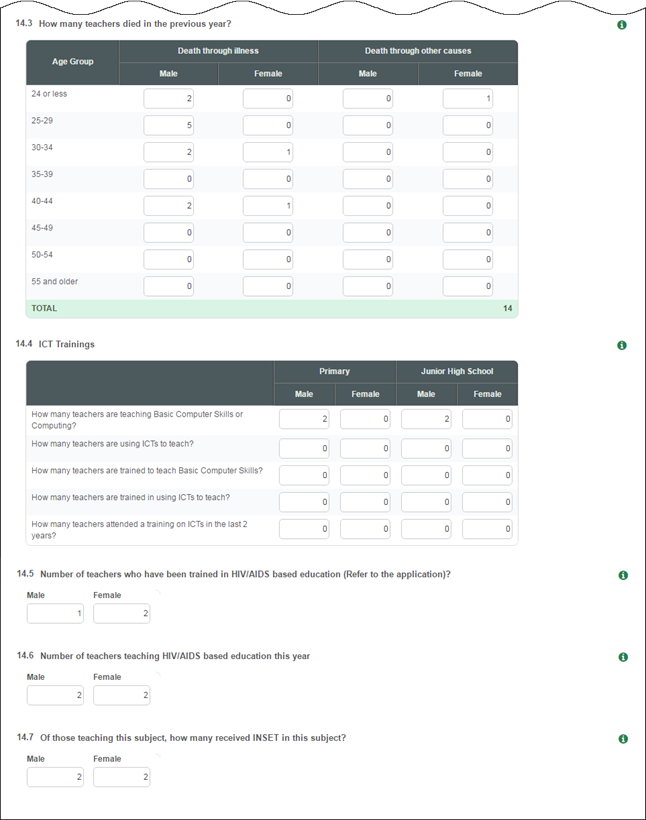 14.3 How many teachers died in the previous year?
Age Group
Death through illness
Death through other causes
Male
Female
Male
Female
24 or less 2 0 0 1
25-29 5 0 0 0
30-34 2 1 0 0
35-39 0 0 0 0
40-44 2 1 0 0
45-49 0 0 0 0
50-54 0 0 0 0
55 and older 0 0 0 0
TOTAL 14
14.4 ICT Trainings
Primary
Junior High School
Male
Female
Male
Female
How many teachers are teaching Basic Computer Skills or
Computing? 2 0 2 0
How many teachers are using ICTs to teach? 0 0 0 0
How many teachers are trained to teach Basic Computer Skills? 0 0 0 0
How many teachers are trained in using ICTs to teach? 0 0 0 0
How many teachers attended a training on ICTs in the last 2
years? 0 0 0 0
14.5 Number of teachers who have been trained in HIV/AIDS based education (Refer to the application)?
Male Female
1 2
14.6 Number of teachers teaching HIV/AIDS based education this year
Male Female
2 2
14.7 Of those teaching this subject, how many received INSET in this subject?
Male Female
2 2